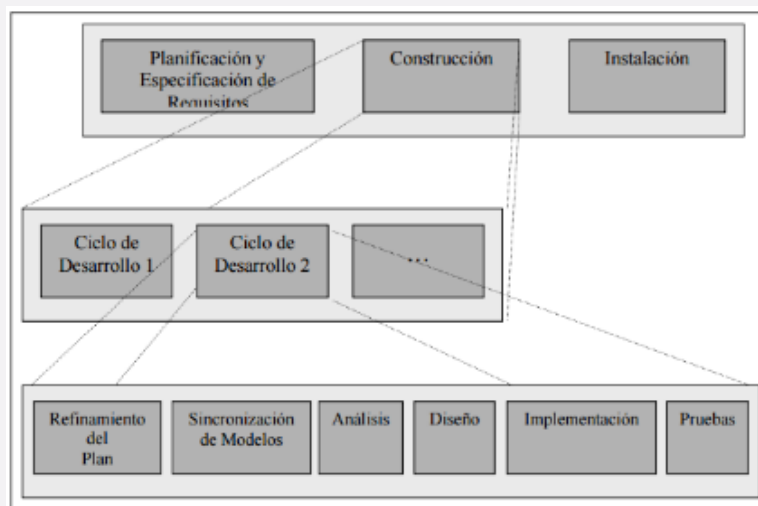 Planificación y
Especificación de
Requisitos
Construcción
Instalación
Ciclo de
Desarrollo 1
Ciclo de
Desarrollo 2
...
Refinamiento
del
Plan
Sincronización
de Modelos
Análisis
Diseño
Implementación
Pruebas